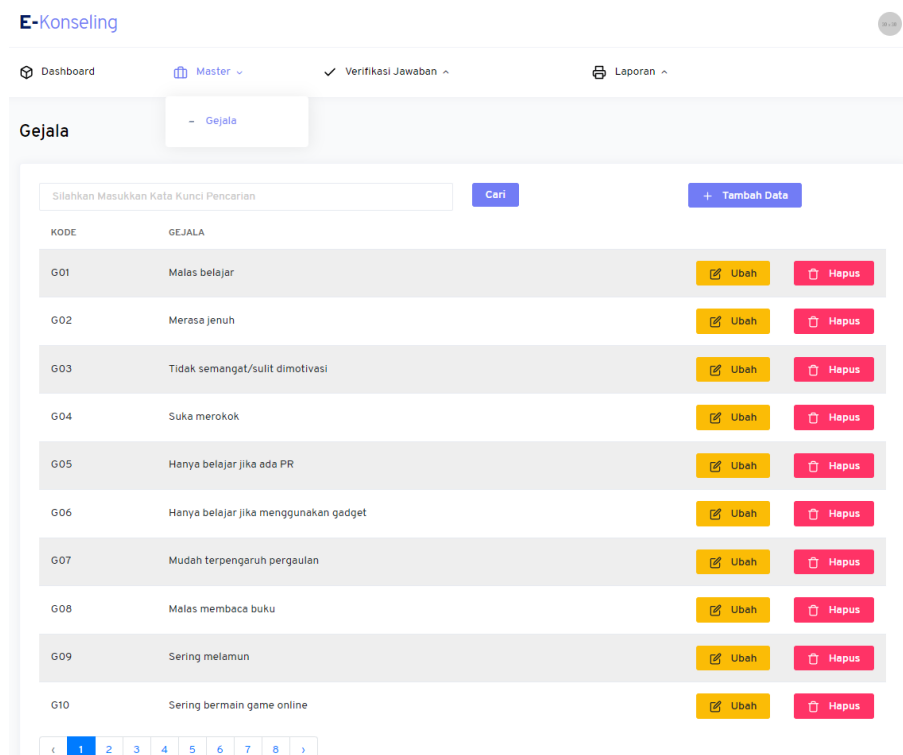 E-Konseling
Dashboard Master Verifikasi Jawaban Laporan
- Gejala
Gejala
Silahkan Masukkan Kata Kunci Pencarian Cari + Tambah Data
KODE GEJALA
G01 Malas belajar Ubah Hapus
G02 Merasa jenuh Ubah Hapus
G03 Tidak semangat/sulit dimotivasi Ubah Hapus
G04 Suka merokok Ubah Hapus
G05 Hanya belajar jika ada PR Ubah Hapus
G06 Hanya belajar jika menggunakan gadget Ubah Hapus
G07 Mudah terpengaruh pergaulan Ubah Hapus
G08 Malas membaca buku Ubah Hapus
G09 Sering melamun Ubah Hapus
G10 Sering bermain game online Ubah Hapus
‹ 1 2 3 4 5 6 7 8 ›